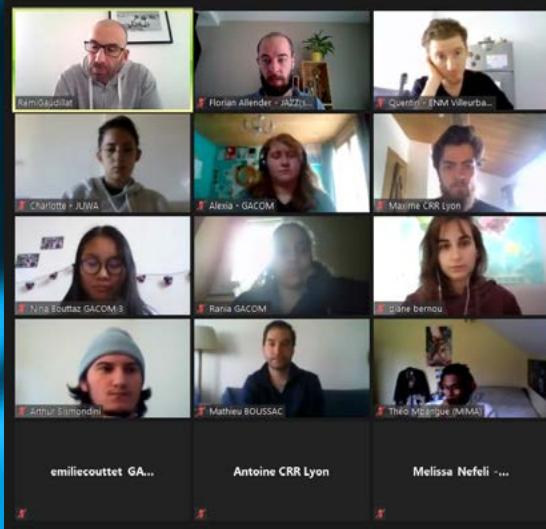 RémiGaudillat
Florian Allender - JAZZ(s...
Quentin - ENM Villeurba...
Charlotte - JUWA
Alexia - GACOM
Maxime CRR Lyon
Nina Bouttaz GACOM 3
Rania GACOM
diane bernou
Arthur Sismondini
Mathieu BOUSSAC
Théo Mbangue (MIMA)
emiliecouttet GA...
Antoine CRR Lyon
Melissa Nefeli -...